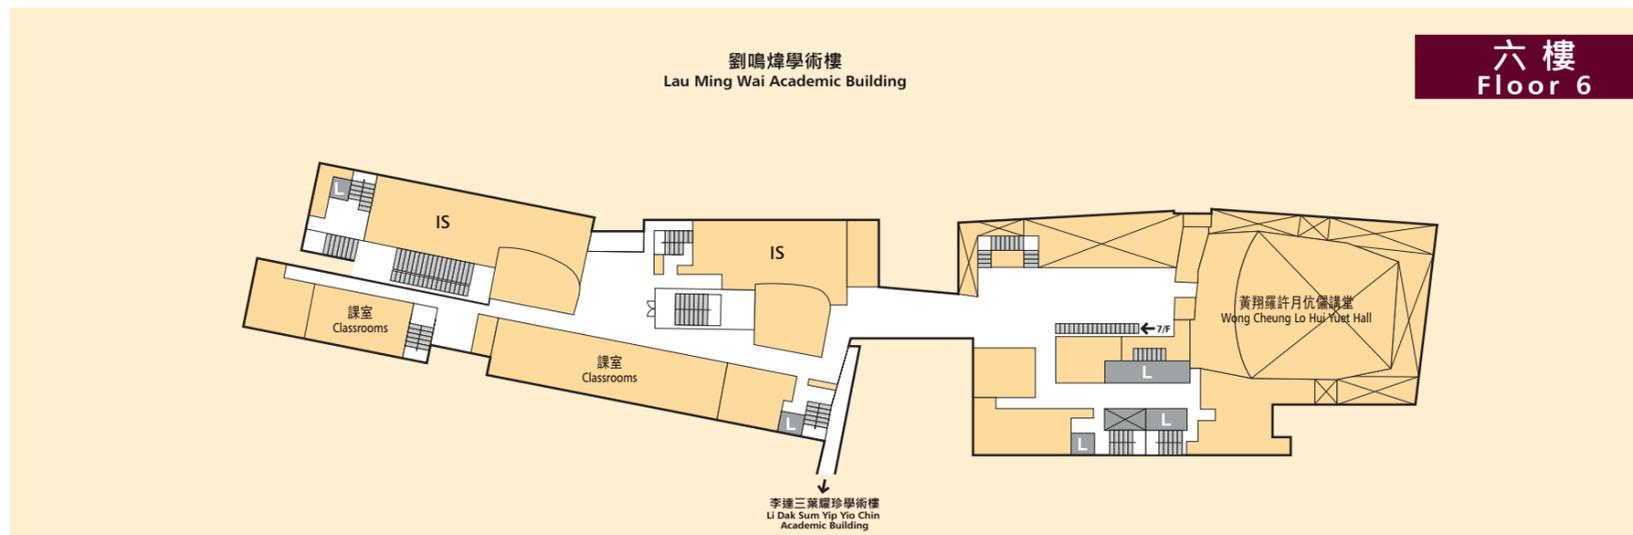 劉鳴煒學術樓
Lau Ming Wai Academic Building
六樓
Floor 6
L
IS
IS
課室
Classrooms
黃翔羅許月伉儷講堂
Wong Cheung Lo Hui Yuet Hall
7/F
課室
Classrooms
L
L
L
L
李達三葉耀珍學術樓
Li Dak Sum Yip Yio Chin
Academic Building